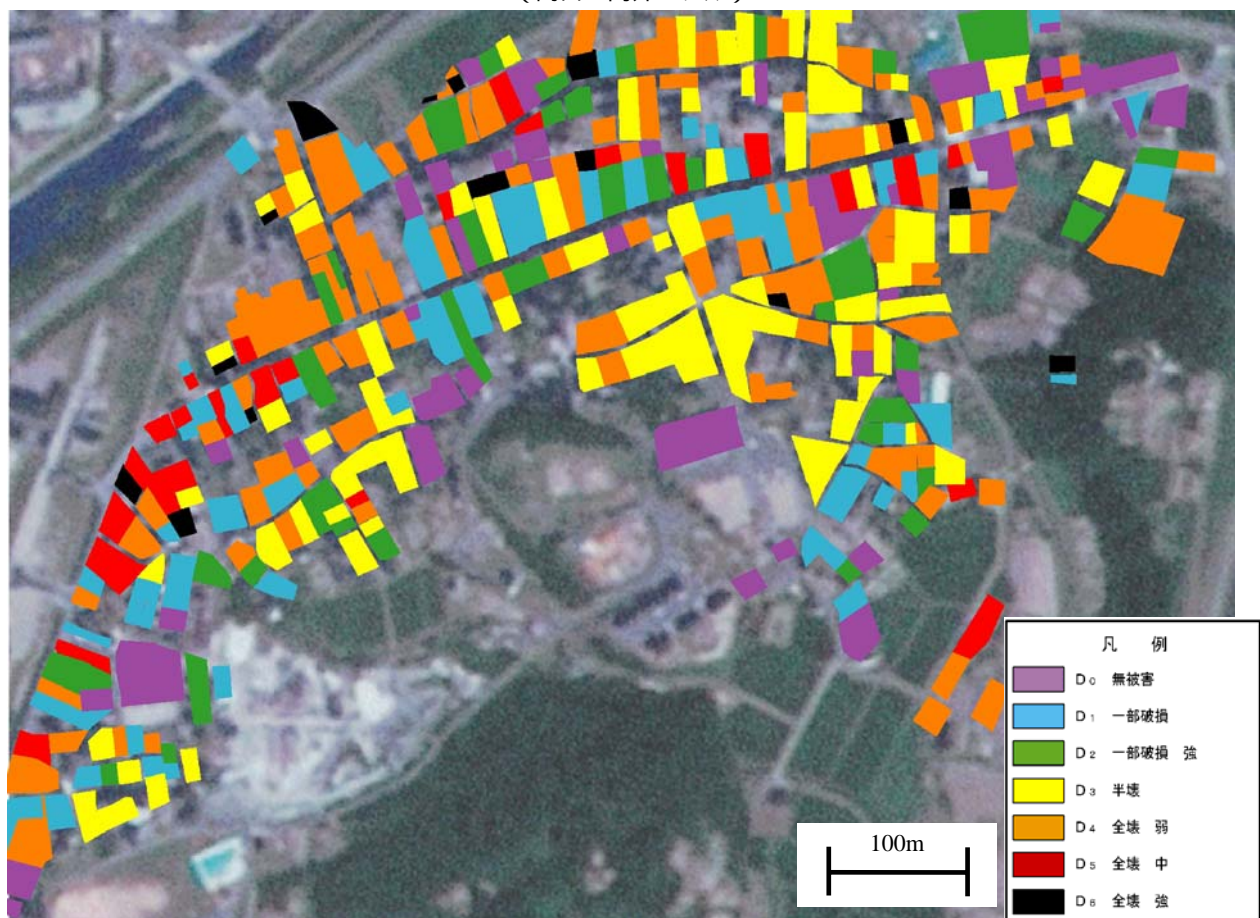 100m
凡 例
D0 無被害
D1 一部破損
D2 一部破損 強
D3 半壊
D4 全壊 弱
D5 全壊 中
D6 全壊 強